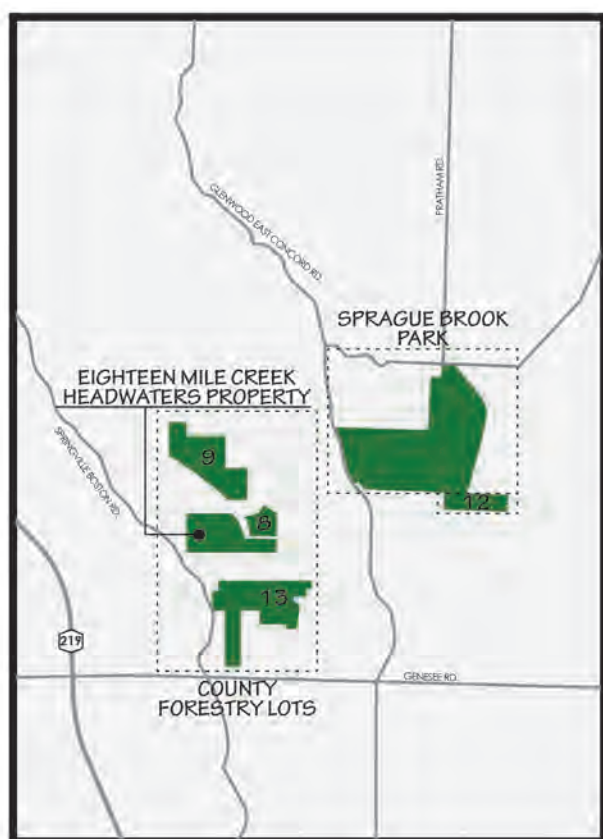 GLENWOOD EAST CONCORD RD.
PRATHAM RD.
SPRAGUE BROOK
PARK
EIGHTEEN MILE CREEK
HEADWATERS PROPERTY
SPRINGVILLE BOSTON RD.
9
8
12
13
219
GENESEE RD.
COUNTY
FORESTRY LOTS